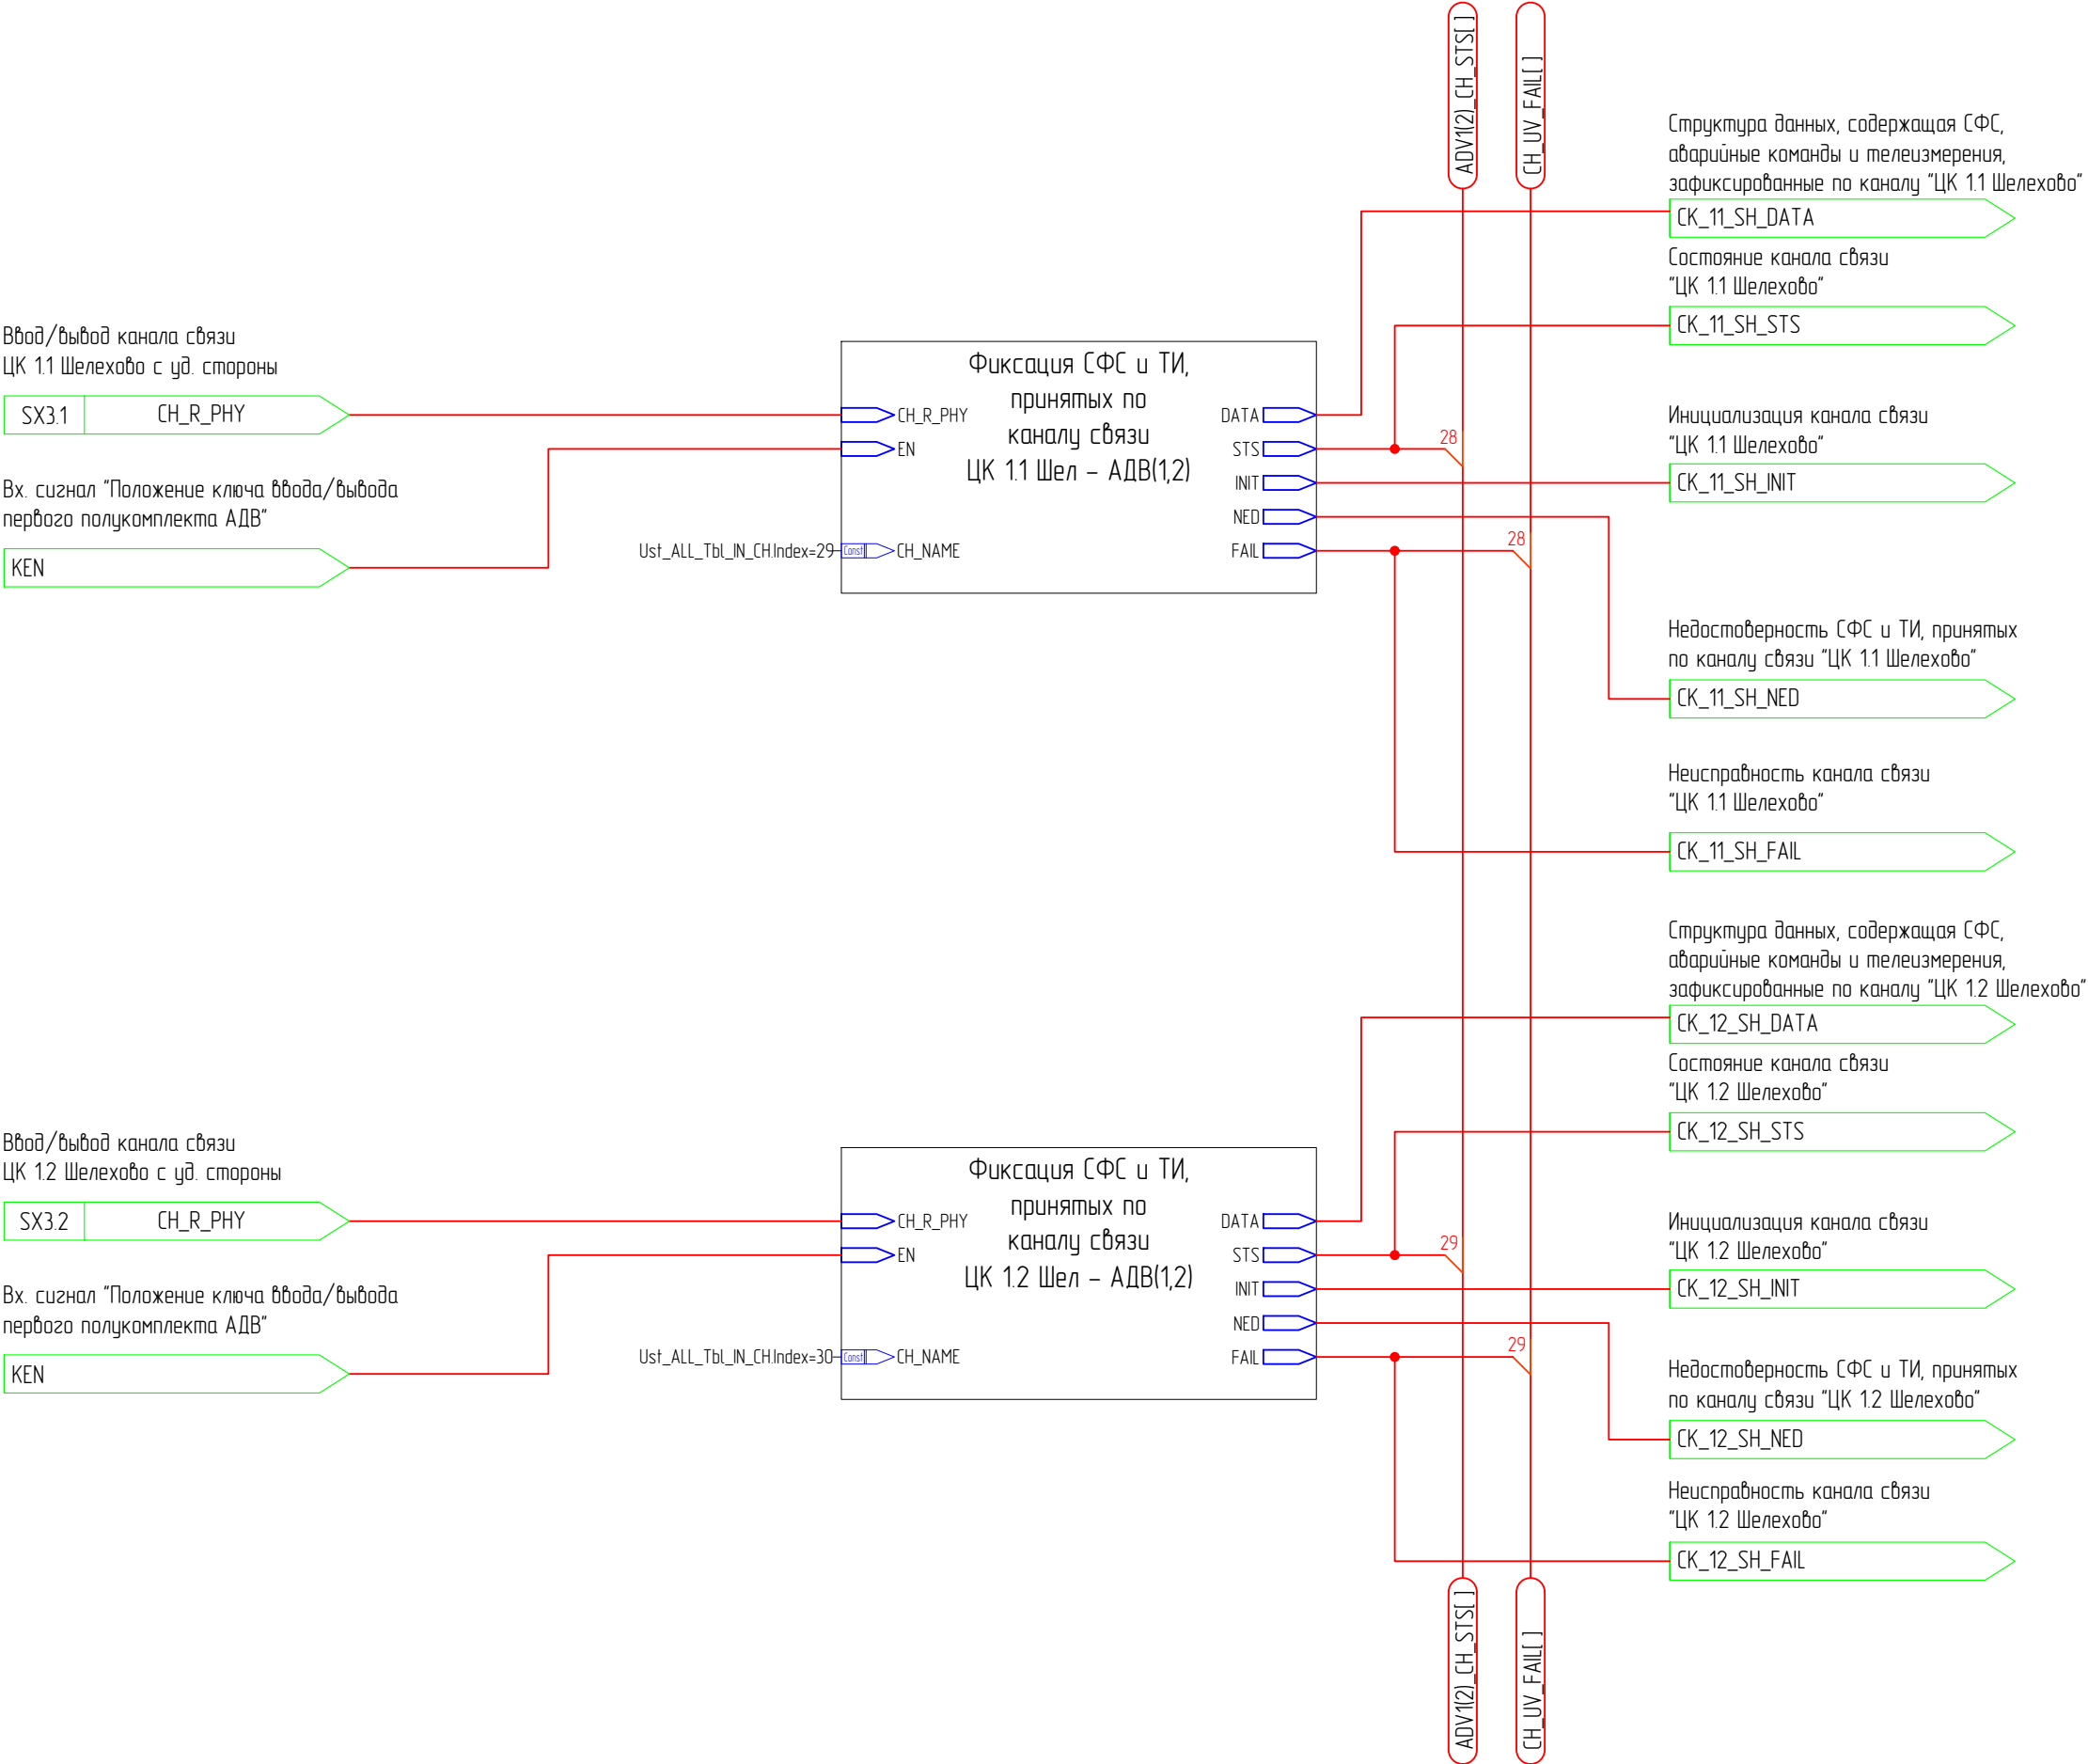 ADV1(2)_CH_STS[ ]
CH_UV_FAIL[ ]
Структура данных, содержащая СФС,
аварийные команды и телеизмерения,
зафиксированные по каналу "ЦК 1.1 Шелехово"
CK_11_SH_DATA
Состояние канала связи
"ЦК 1.1 Шелехово"
CK_11_SH_STS
Ввод/вывод канала связи
ЦК 1.1 Шелехово с уд. стороны
SX3.1 CH_R_PHY
Вх. сигнал "Положение ключа ввода/вывода
первого полукомплекта АДВ"
KEN
Фиксация СФС и ТИ,
принятых по
каналу связи
ЦК 1.1 Шел – АДВ(1,2)
CH_R_PHY
EN
Ust_ALL_Tbl_IN_CH.Index=29
Const
CH_NAME
DATA
STS
INIT
NED
FAIL
28
28
Инициализация канала связи
"ЦК 1.1 Шелехово"
CK_11_SH_INIT
Недостоверность СФС и ТИ, принятых
по каналу связи "ЦК 1.1 Шелехово"
CK_11_SH_NED
Неисправность канала связи
"ЦК 1.1 Шелехово"
CK_11_SH_FAIL
Структура данных, содержащая СФС,
аварийные команды и телеизмерения,
зафиксированные по каналу "ЦК 1.2 Шелехово"
CK_12_SH_DATA
Состояние канала связи
"ЦК 1.2 Шелехово"
CK_12_SH_STS
Ввод/вывод канала связи
ЦК 1.2 Шелехово с уд. стороны
SX3.2 CH_R_PHY
Вх. сигнал "Положение ключа ввода/вывода
первого полукомплекта АДВ"
KEN
Фиксация СФС и ТИ,
принятых по
каналу связи
ЦК 1.2 Шел – АДВ(1,2)
CH_R_PHY
EN
Ust_ALL_Tbl_IN_CH.Index=30
Const
CH_NAME
DATA
STS
INIT
NED
FAIL
29
29
Инициализация канала связи
"ЦК 1.2 Шелехово"
CK_12_SH_INIT
Недостоверность СФС и ТИ, принятых
по каналу связи "ЦК 1.2 Шелехово"
CK_12_SH_NED
Неисправность канала связи
"ЦК 1.2 Шелехово"
CK_12_SH_FAIL
ADV1(2)_CH_STS[ ]
CH_UV_FAIL[ ]